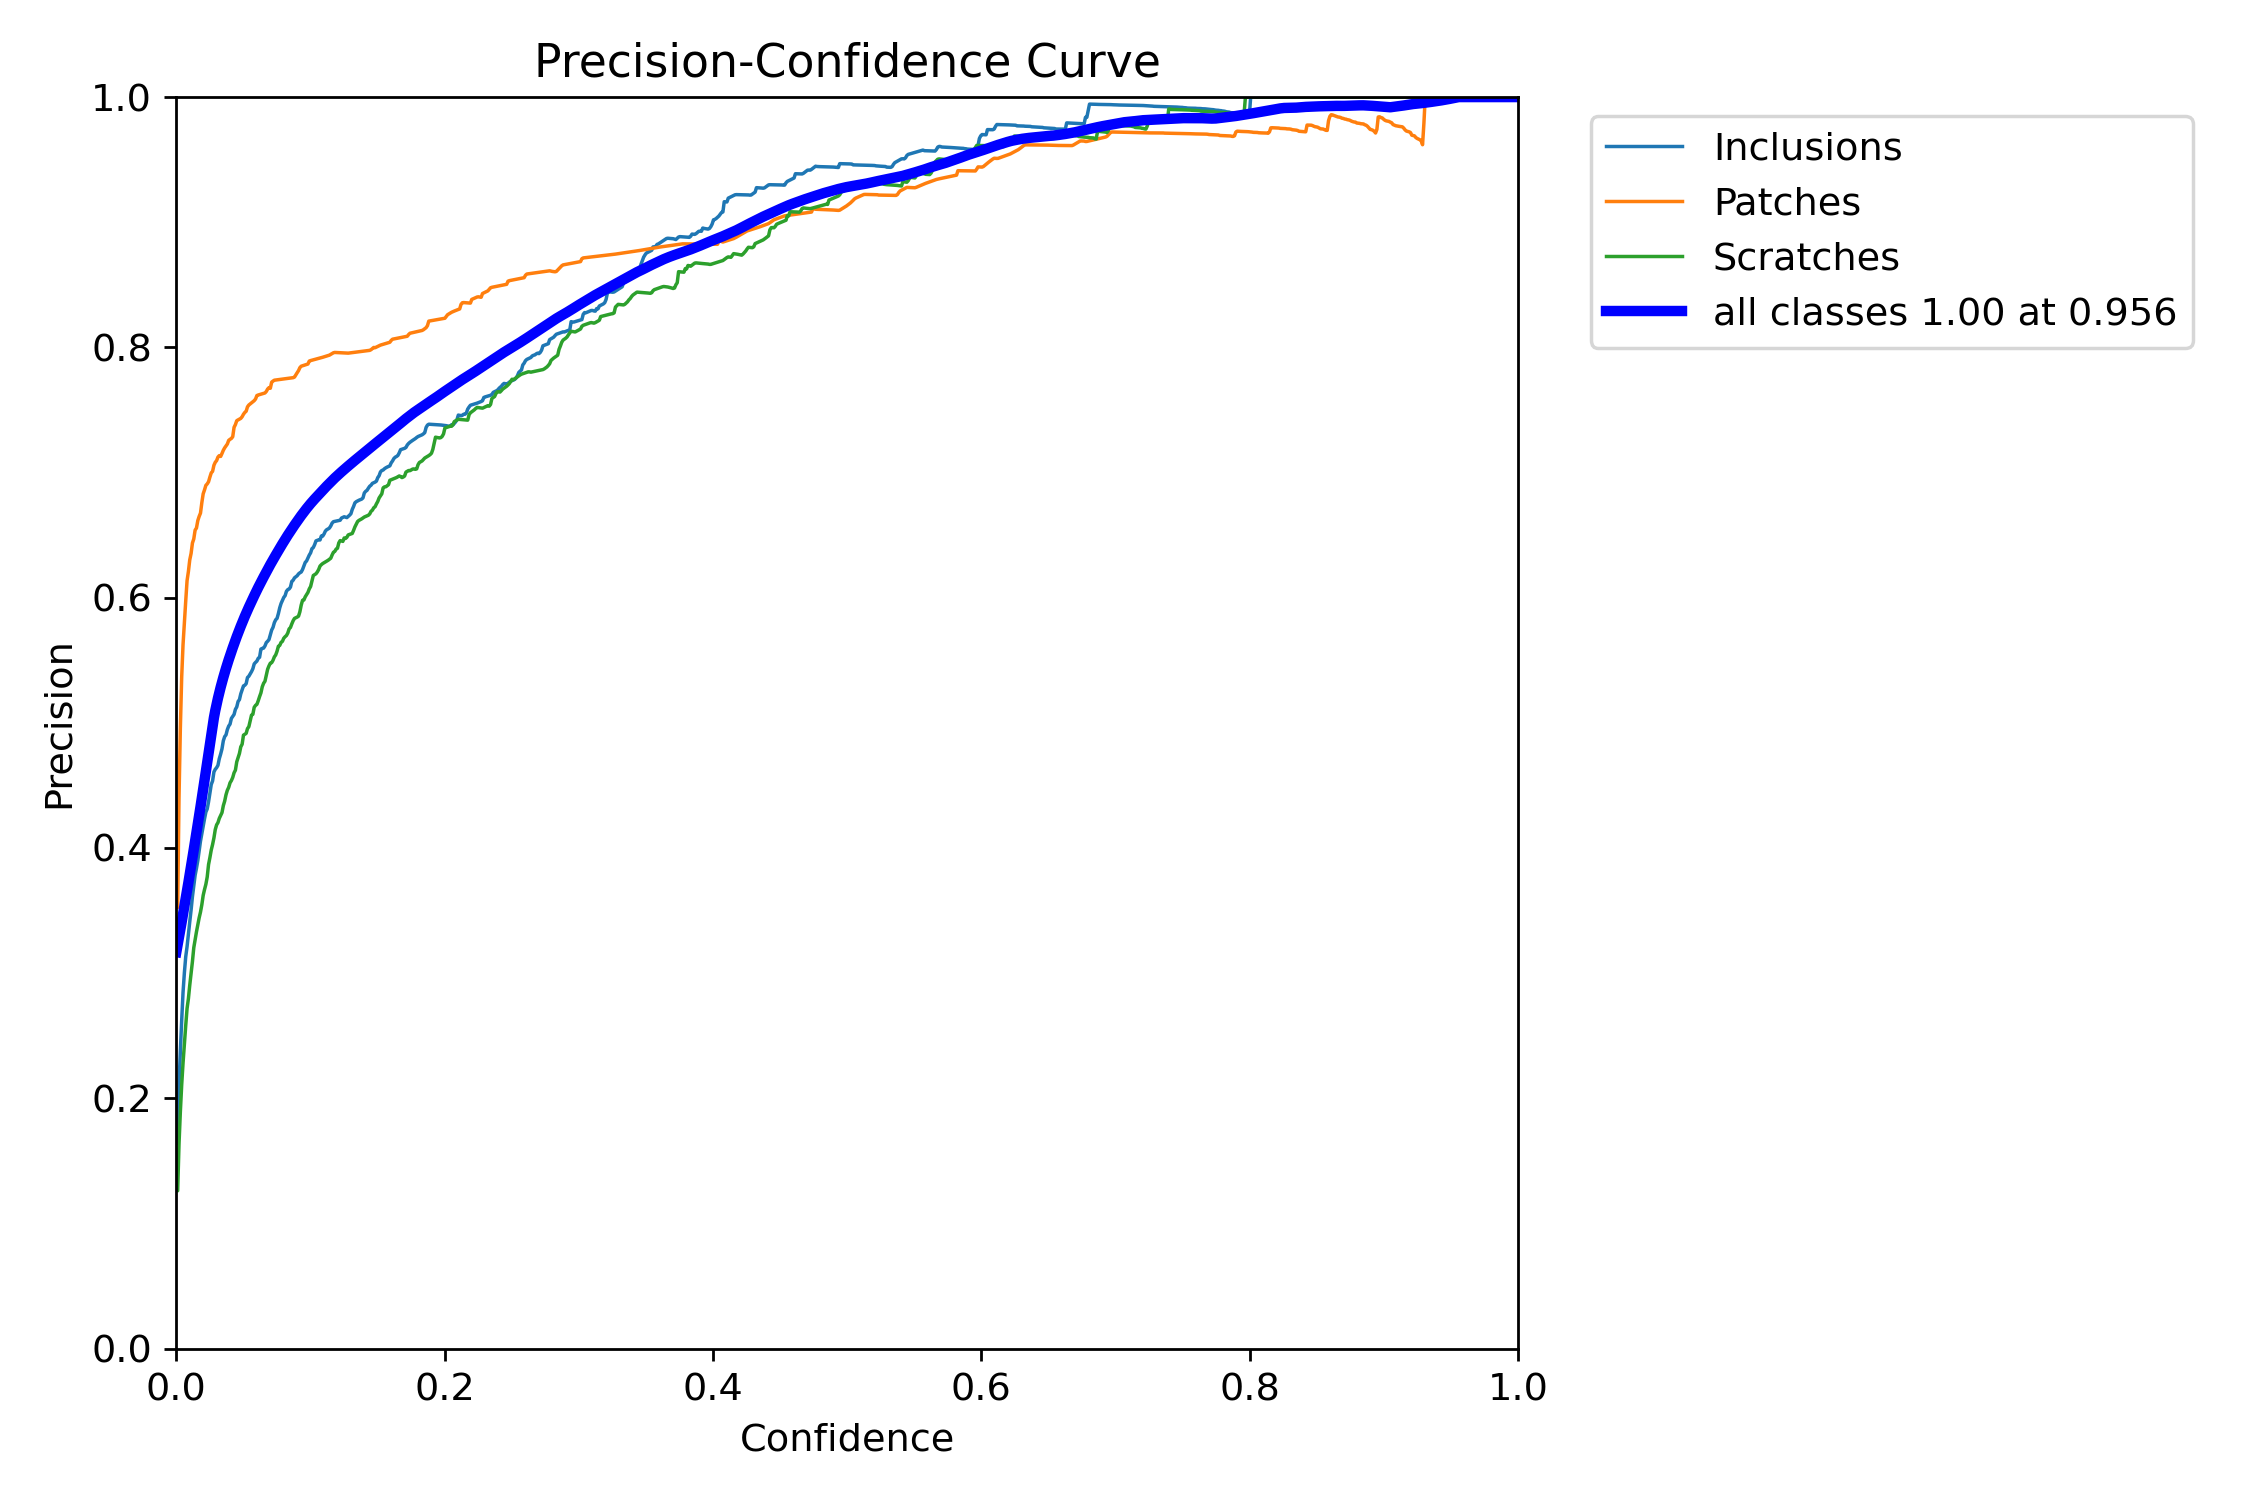 Precision-Confidence Curve
1.0
0.8
0.6
0.4
0.2
0.0
Precision
0.0 0.2 0.4 0.6 0.8 1.0
Confidence
Inclusions
Patches
Scratches
all classes 1.00 at 0.956